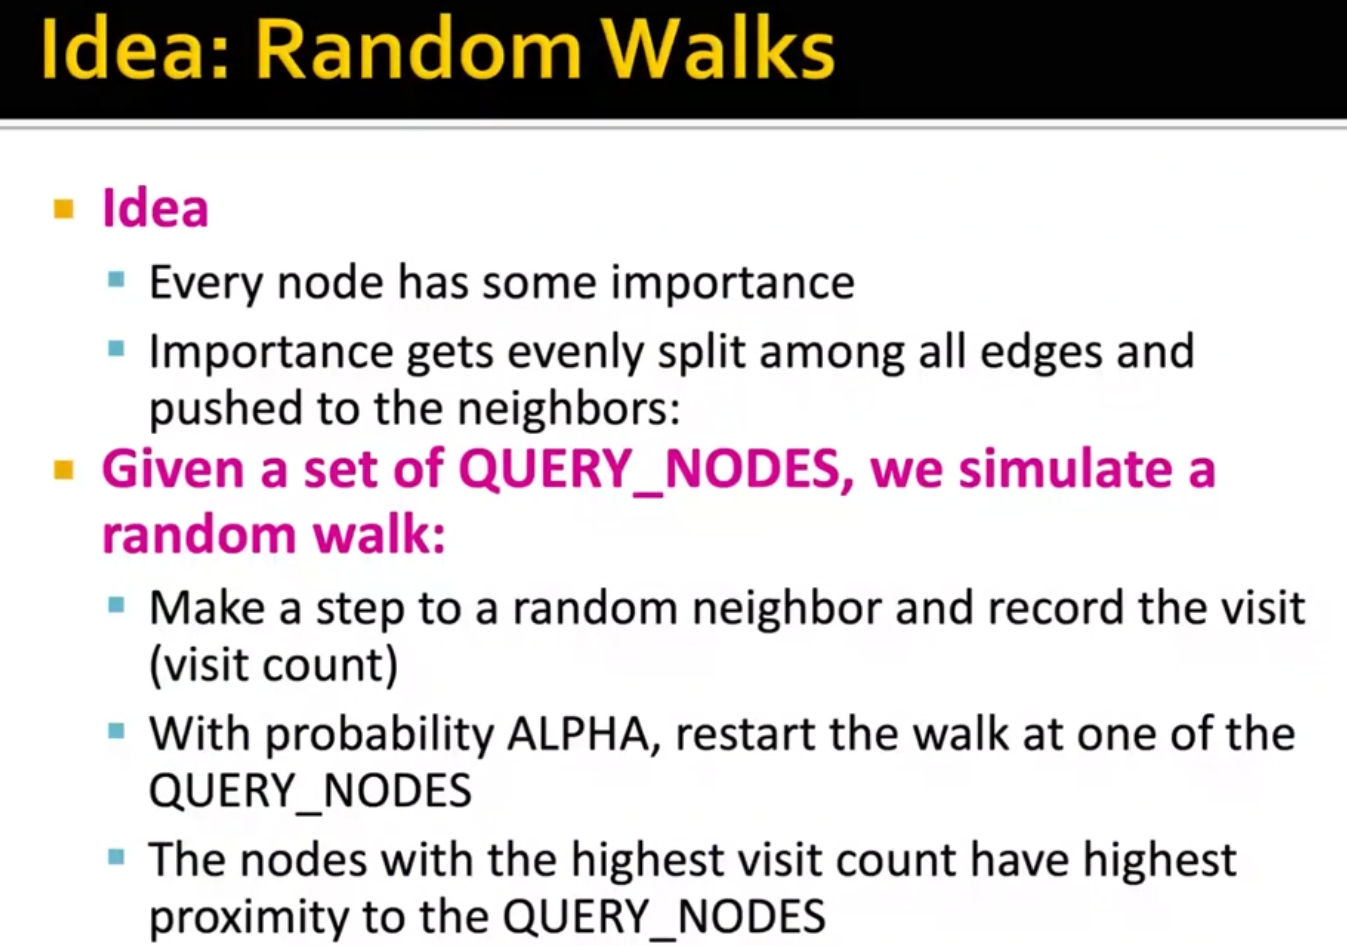 Idea: Random Walks
Idea
Every node has some importance
Importance gets evenly split among all edges and
pushed to the neighbors:
Given a set of QUERY_NODES, we simulate a
random walk:
Make a step to a random neighbor and record the visit
(visit count)
With probability ALPHA, restart the walk at one of the
QUERY_NODES
The nodes with the highest visit count have highest
proximity to the QUERY_NODES